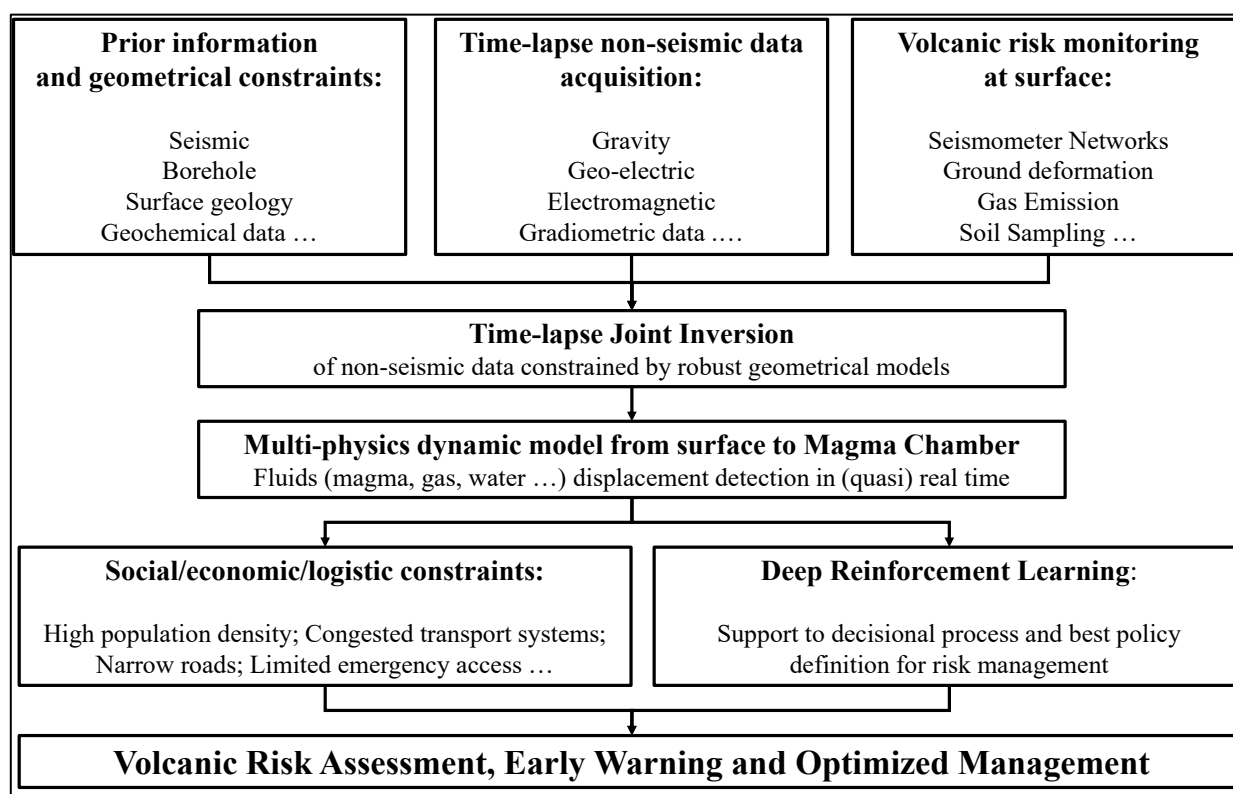 Prior information
and geometrical constraints:
Seismic
Borehole
Surface geology
Geochemical data …
Time-lapse non-seismic data
acquisition:
Gravity
Geo-electric
Electromagnetic
Gradiometric data ….
Volcanic risk monitoring
at surface:
Seismometer Networks
Ground deformation
Gas Emission
Soil Sampling …
Time-lapse Joint Inversion
of non-seismic data constrained by robust geometrical models
Multi-physics dynamic model from surface to Magma Chamber
Fluids (magma, gas, water …) displacement detection in (quasi) real time
Social/economic/logistic constraints:
High population density; Congested transport systems;
Narrow roads; Limited emergency access …
Deep Reinforcement Learning:
Support to decisional process and best policy
definition for risk management
Volcanic Risk Assessment, Early Warning and Optimized Management